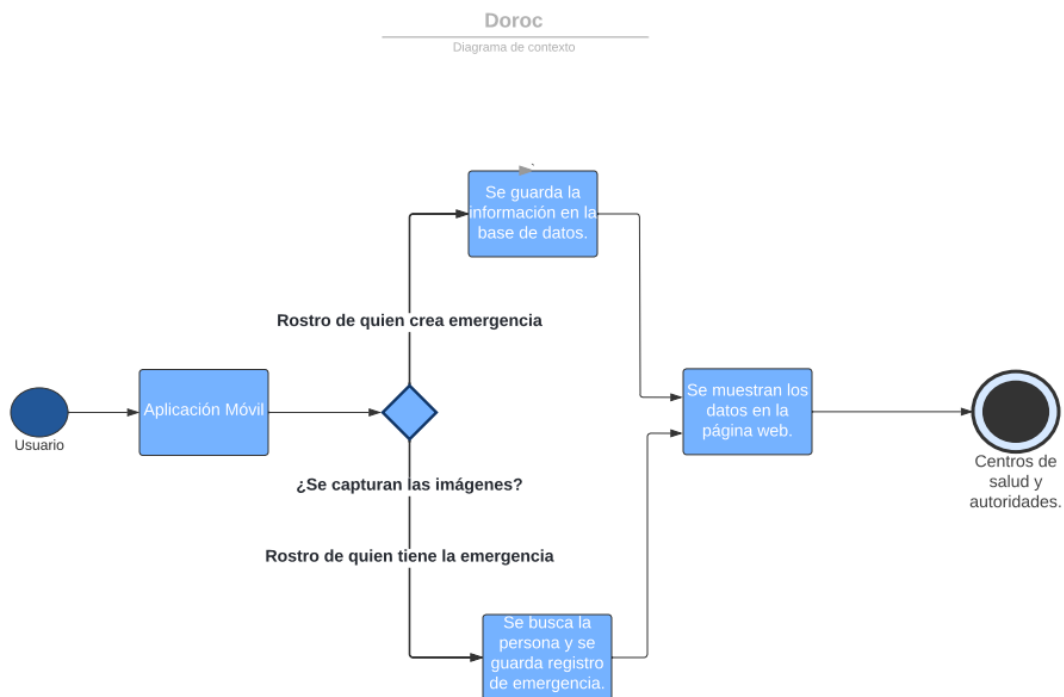 Doroc
Diagrama de contexto
`
Se guarda la
información en la
base de datos.
Rostro de quien crea emergencia
Usuario
Aplicación Móvil
¿Se capturan las imágenes?
Rostro de quien tiene la emergencia
Se busca la
persona y se
guarda registro
de emergencia.
Se muestran los
datos en la
página web.
Centros de
salud y
autoridades.